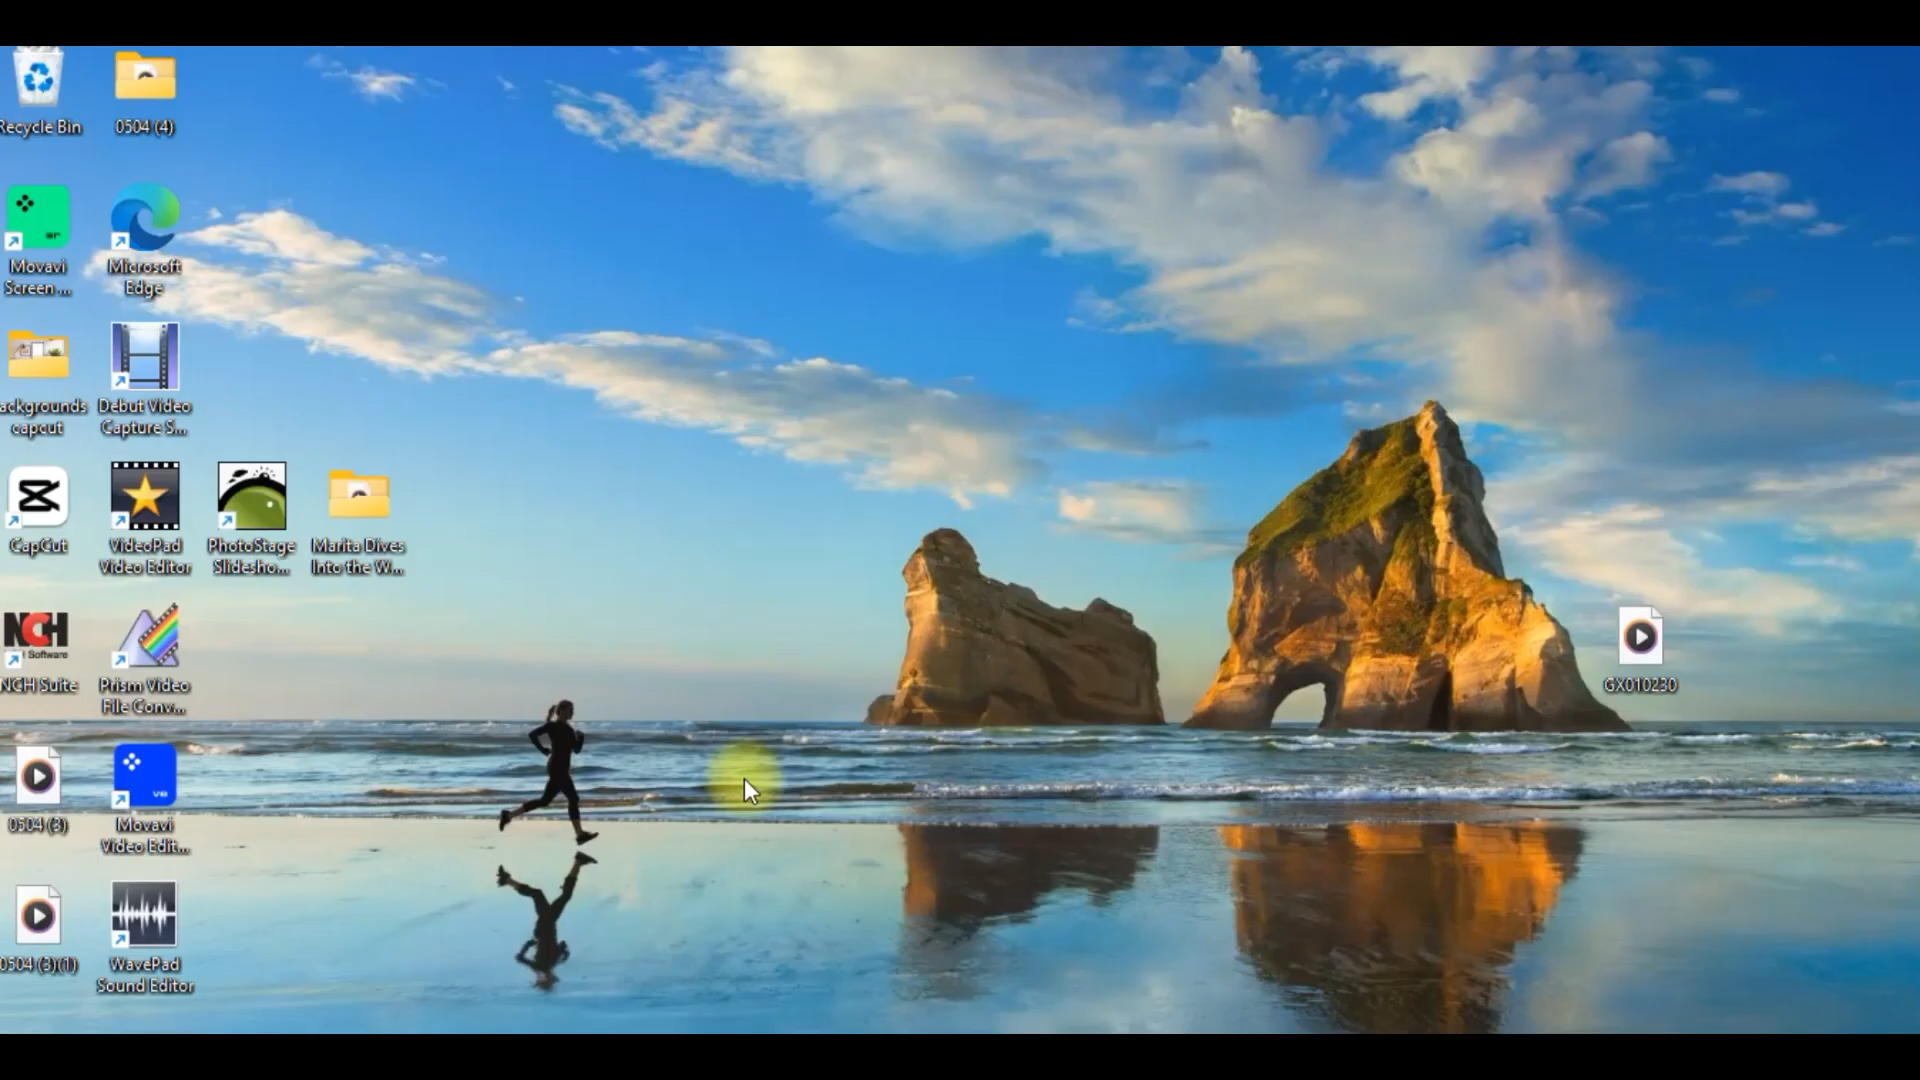 Recycle Bin
0504 (4)
Movavi
Screen ...
Microsoft
Edge
ackgrounds
capcut
Debut Video
Capture S...
CapCut
VideoPad
Video Editor
PhotoStage
Slidesho...
Marita Dives
Into the W...
NCH
Software
NCH Suite
Prism Video
File Conv...
0504 (3)
ve
Movavi
Video Edit...
0504 (3)(1)
WavePad
Sound Editor
GX010230